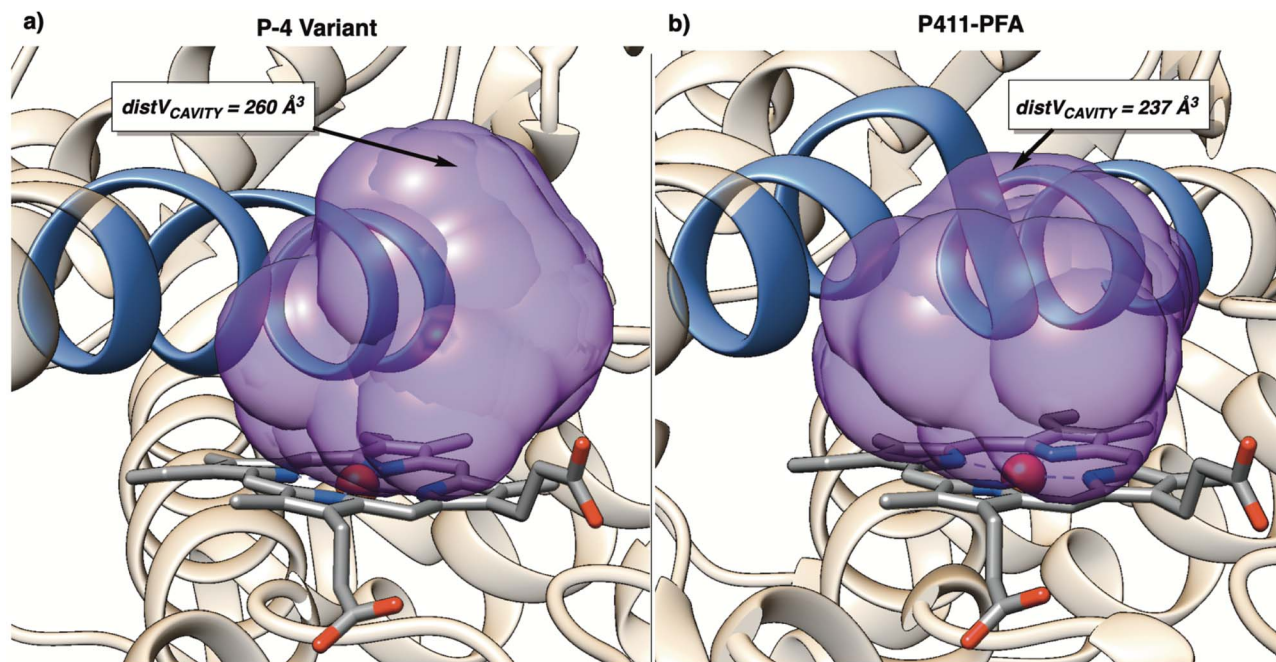 a)
P-4 Variant
distV_CAVITY = 260 Å³
b)
P411-PFA
distV_CAVITY = 237 Å³